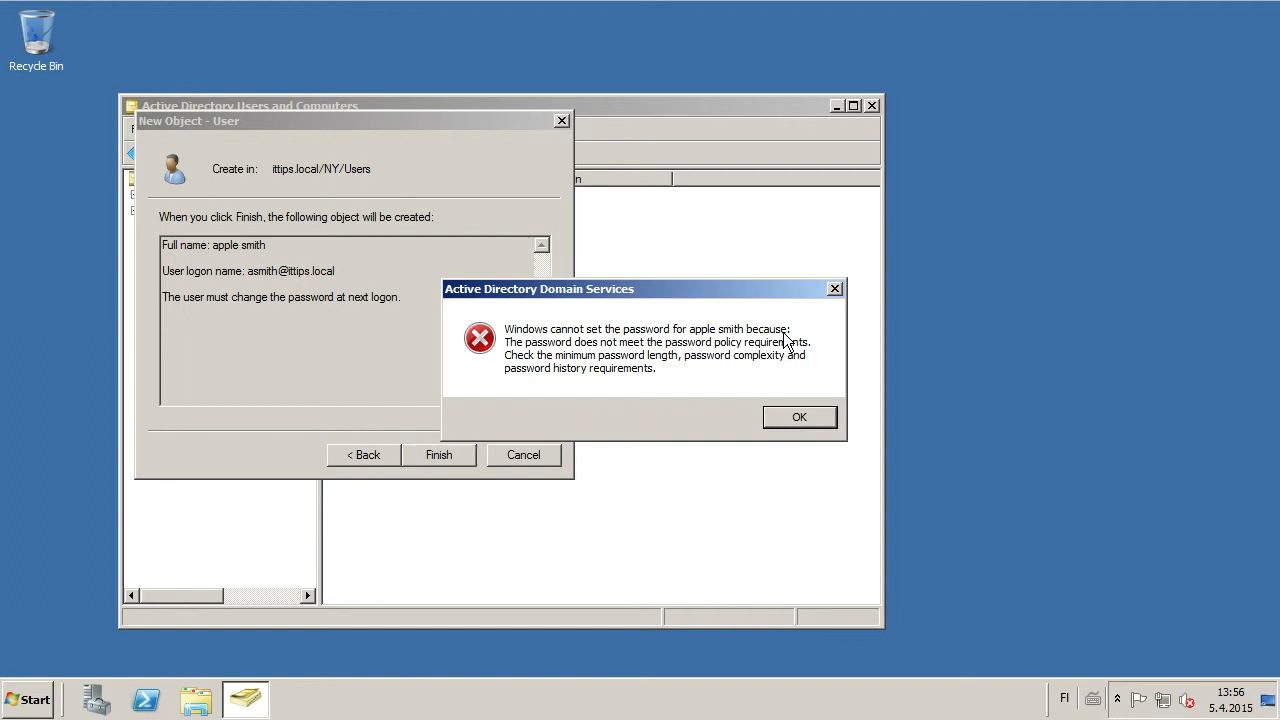 Recycle Bin
Active Directory Users and Computers
New Object - User
Create in: ittips.local/NY/Users
When you click Finish, the following object will be created:
Full name: apple smith
User logon name: asmith@ittips.local
The user must change the password at next logon.
Active Directory Domain Services
Windows cannot set the password for apple smith because:
The password does not meet the password policy requirements.
Check the minimum password length, password complexity and
password history requirements.
OK
< Back
Finish
Cancel
Start
FI
13:56
5.4.2015